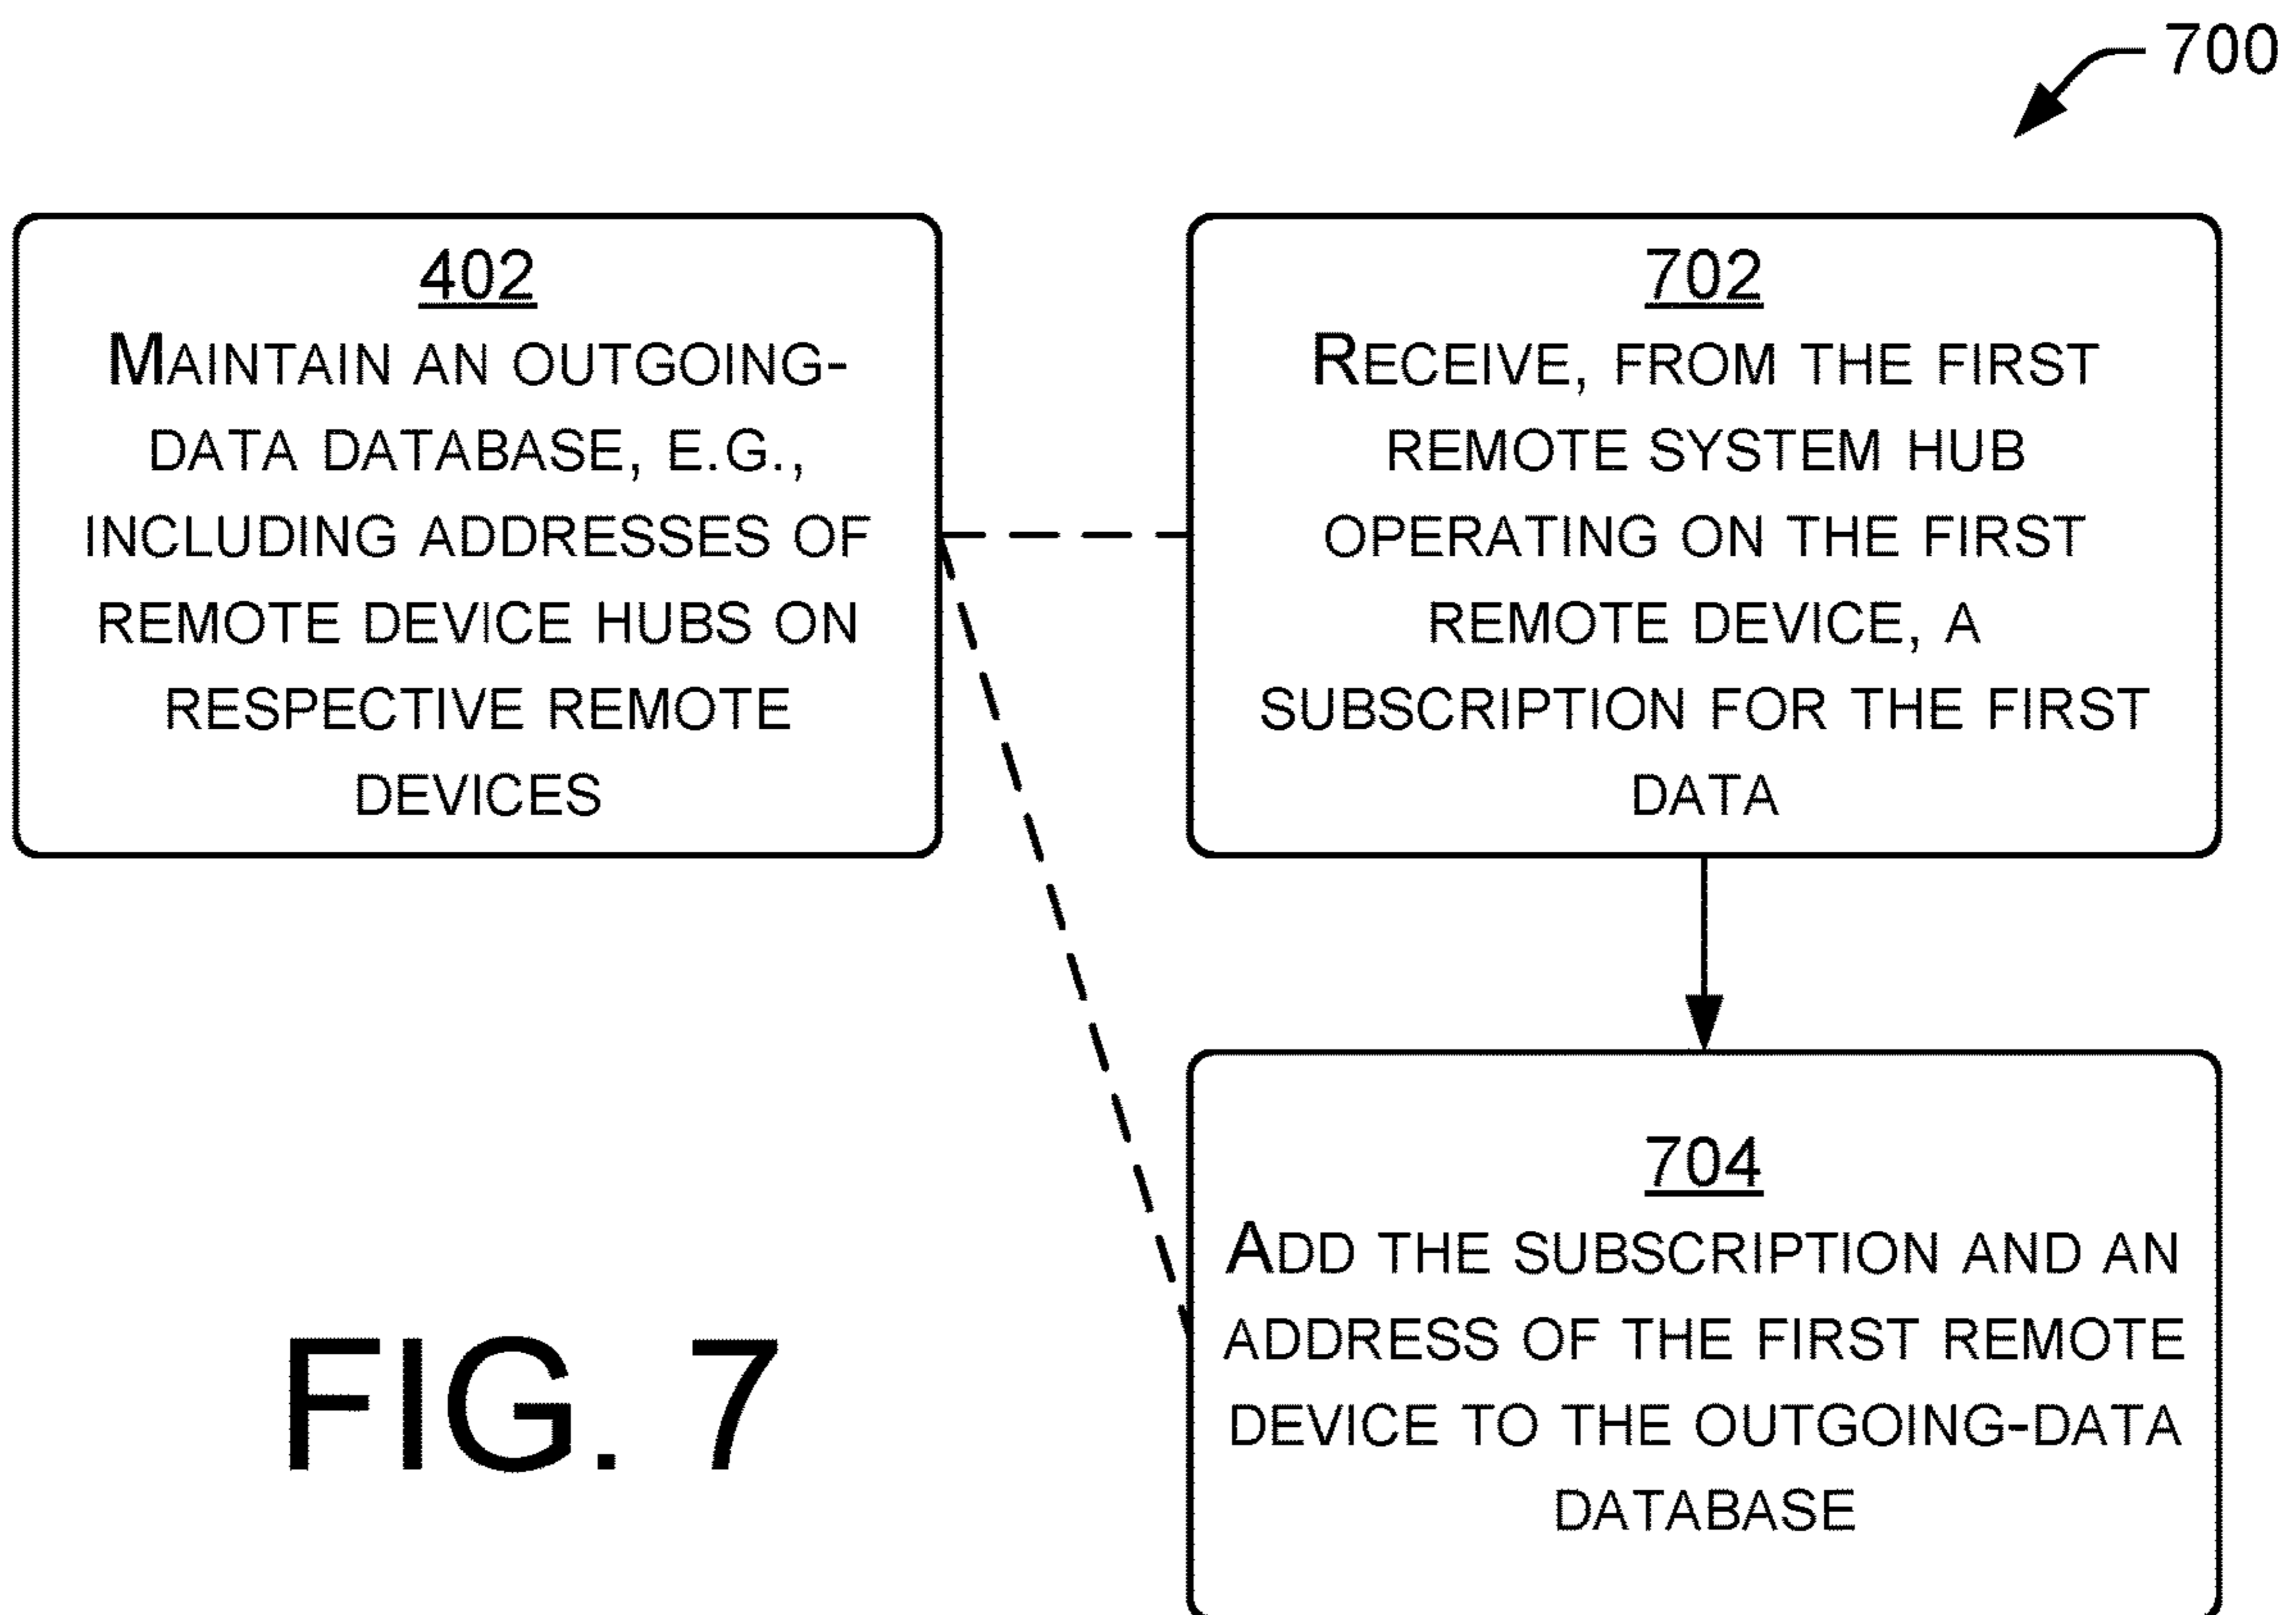 700
402
MAINTAIN AN OUTGOING-
DATA DATABASE, E.G.,
INCLUDING ADDRESSES OF
REMOTE DEVICE HUBS ON
RESPECTIVE REMOTE
DEVICES
702
RECEIVE, FROM THE FIRST
REMOTE SYSTEM HUB
OPERATING ON THE FIRST
REMOTE DEVICE, A
SUBSCRIPTION FOR THE FIRST
DATA
704
ADD THE SUBSCRIPTION AND AN
ADDRESS OF THE FIRST REMOTE
DEVICE TO THE OUTGOING-DATA
DATABASE
FIG. 7